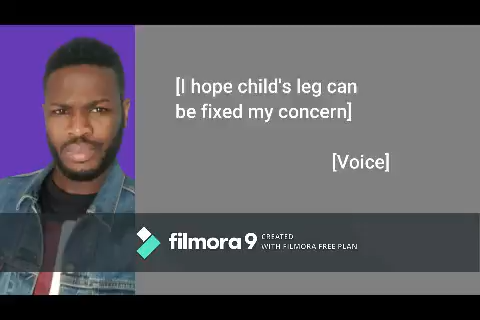 [I hope child's leg can
be fixed my concern]
[Voice]
filmora9 CREATED
WITH FILMORA FREE PLAN